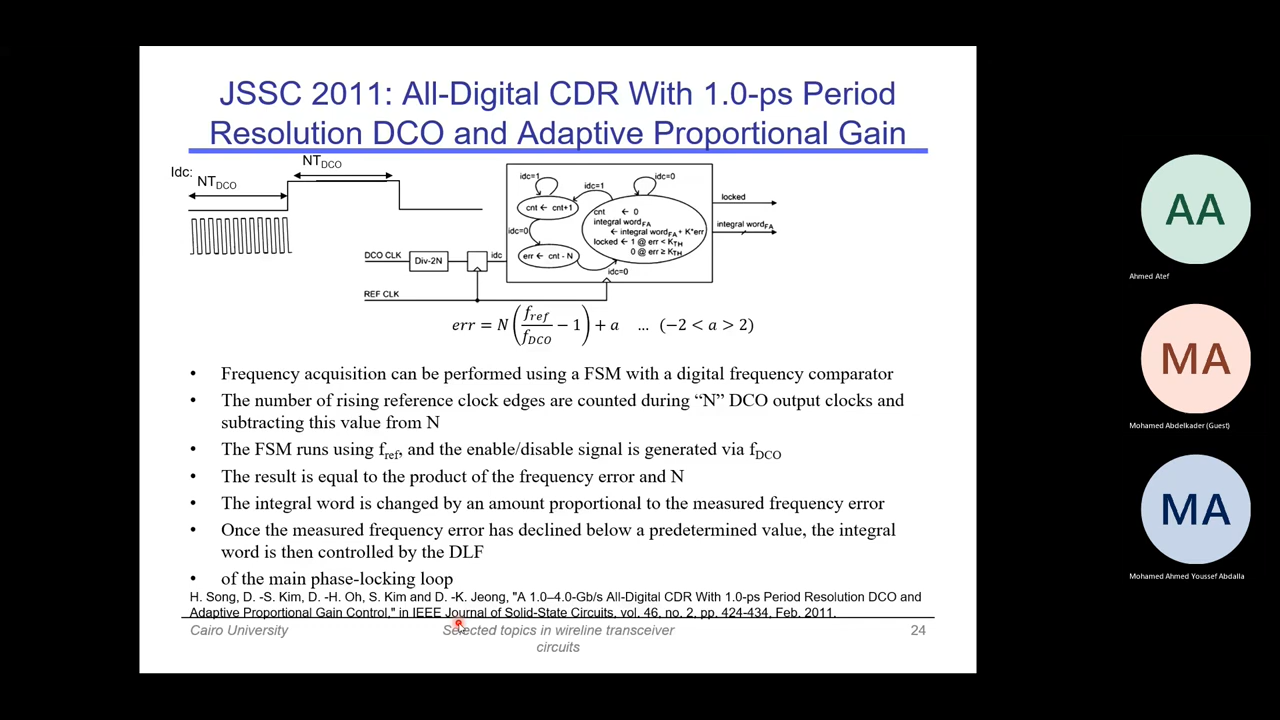 JSSC 2011: All-Digital CDR With 1.0-ps Period
Resolution DCO and Adaptive Proportional Gain
Idc:
NT_DCO
NT_DCO
idc=1
idc=1
idc=0
cnt ← cnt+1
idc=0
err ← cnt - N
cnt ← 0
integral word_FA
← integral word_FA + K*err
locked ← 1 @ err < K_TH
0 @ err ≥ K_TH
idc=0
locked
integral word_FA
DCO CLK
Div-2N
idc
REF CLK
err = N(f_ref/f_DCO − 1) + a … (−2 < a > 2)
• Frequency acquisition can be performed using a FSM with a digital frequency comparator
• The number of rising reference clock edges are counted during “N” DCO output clocks and
subtracting this value from N
• The FSM runs using f_ref, and the enable/disable signal is generated via f_DCO
• The result is equal to the product of the frequency error and N
• The integral word is changed by an amount proportional to the measured frequency error
• Once the measured frequency error has declined below a predetermined value, the integral
word is then controlled by the DLF
• of the main phase-locking loop
H. Song, D. -S. Kim, D. -H. Oh, S. Kim and D. -K. Jeong, "A 1.0–4.0-Gb/s All-Digital CDR With 1.0-ps Period Resolution DCO and
Adaptive Proportional Gain Control," in IEEE Journal of Solid-State Circuits, vol. 46, no. 2, pp. 424-434, Feb. 2011.
Cairo University
Selected topics in wireline transceiver
circuits
24
AA
Ahmed Atef
MA
Mohamed Abdelkader (Guest)
MA
Mohamed Ahmed Youssef Abdalla